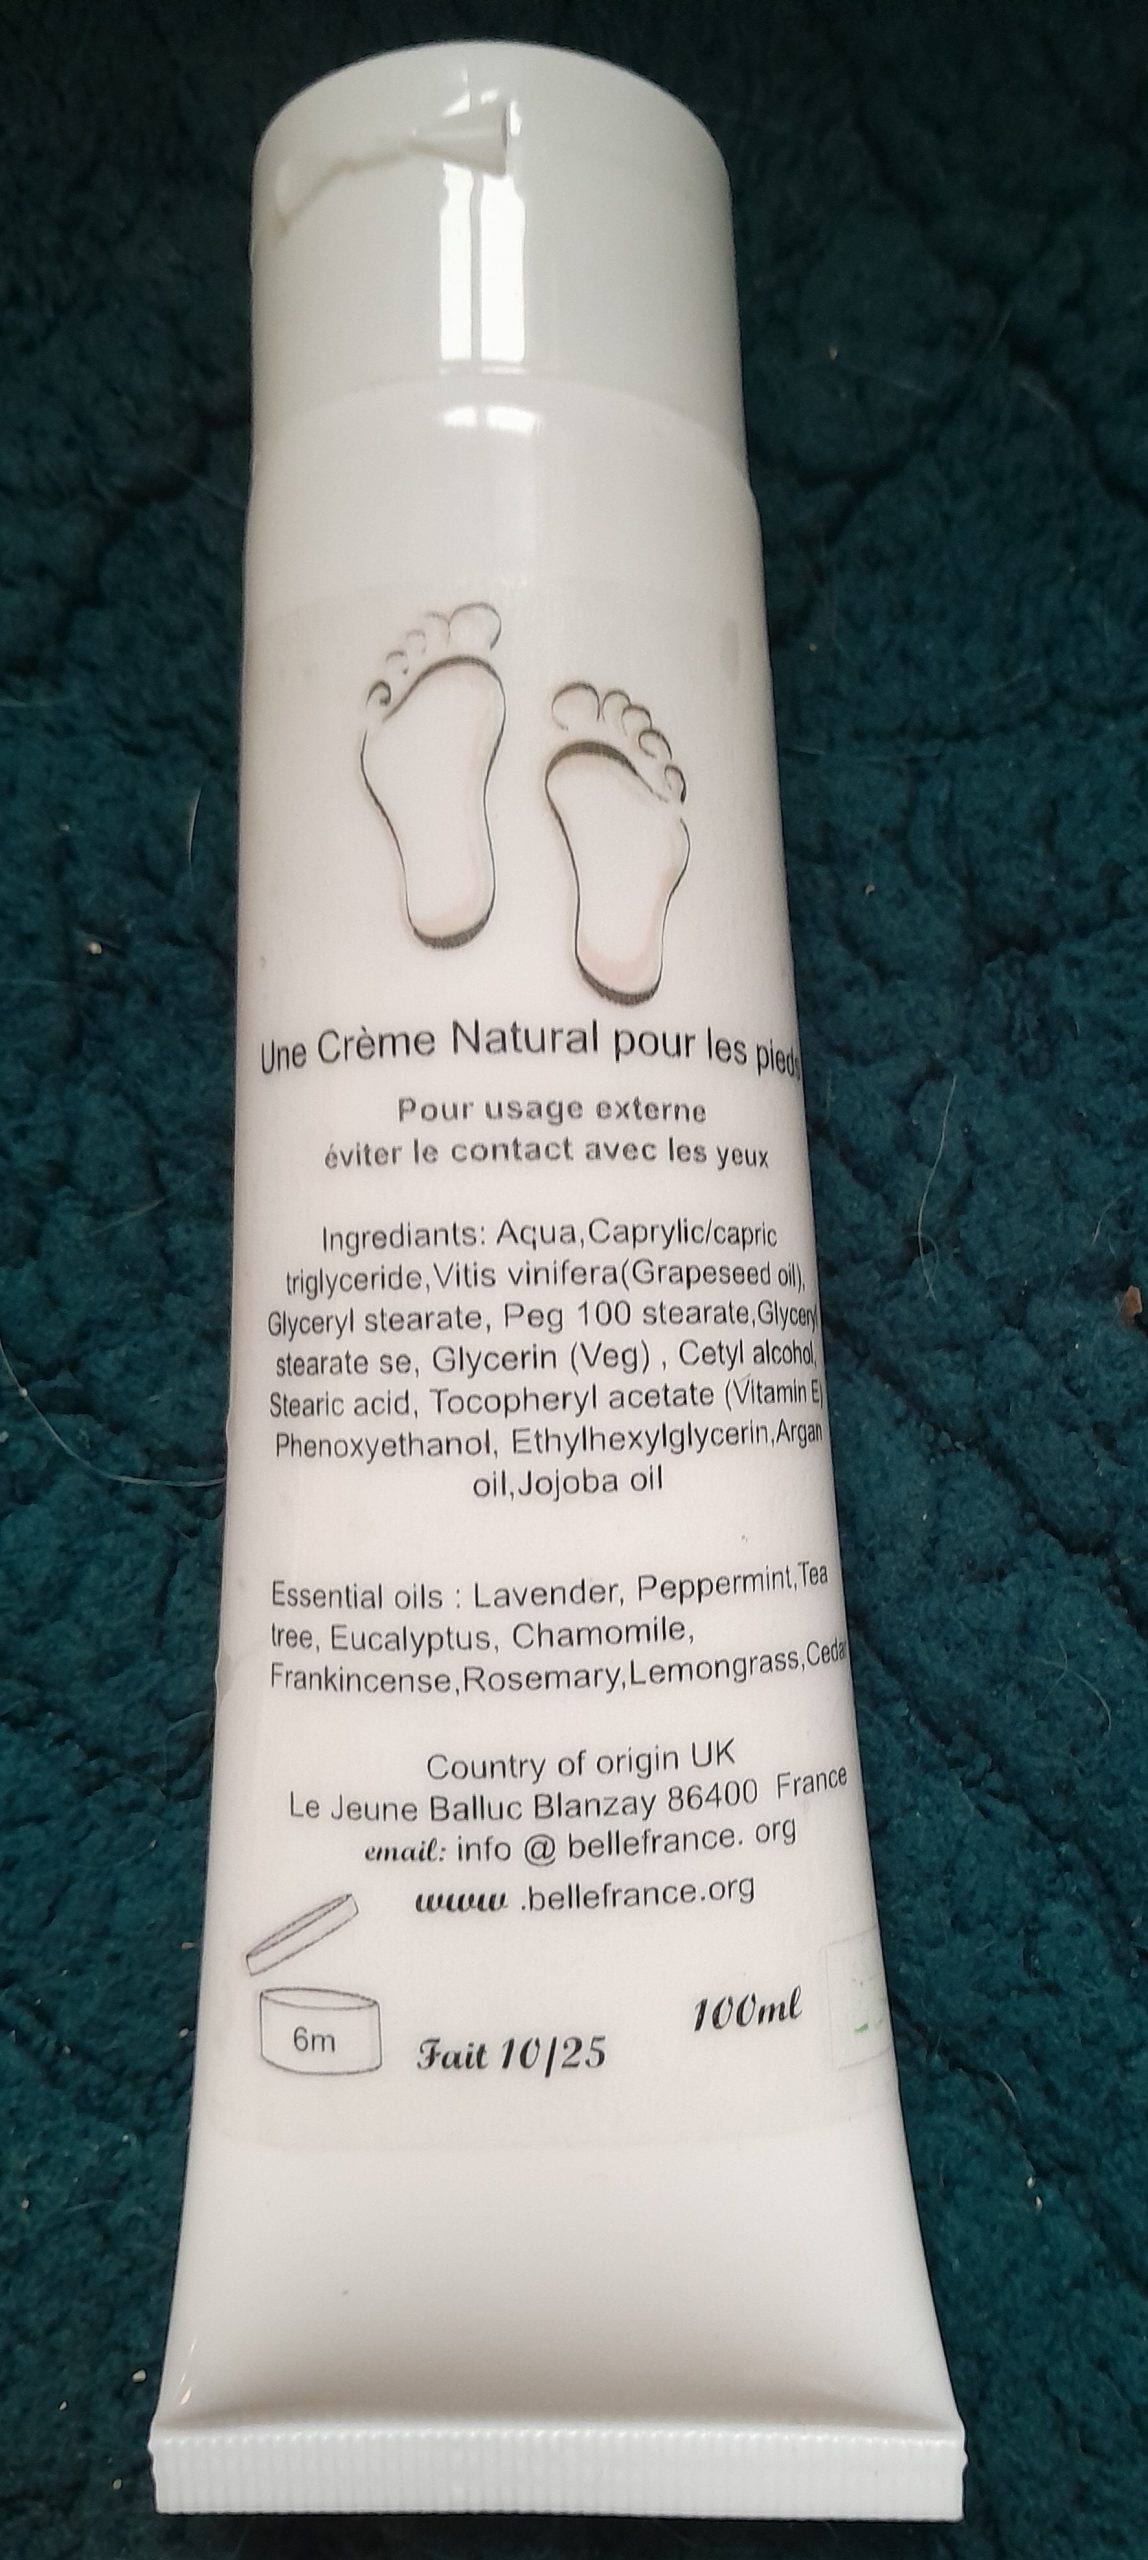 Une Crème Natural pour les pieds
Pour usage externe
éviter le contact avec les yeux
Ingrediants: Aqua,Caprylic/capric
triglyceride,Vitis vinifera(Grapeseed oil),
Glyceryl stearate, Peg 100 stearate,Glyceryl
stearate se, Glycerin (Veg) , Cetyl alcohol,
Stearic acid, Tocopheryl acetate (Vitamin E)
Phenoxyethanol, Ethylhexylglycerin,Argan
oil,Jojoba oil
Essential oils : Lavender, Peppermint,Tea
tree, Eucalyptus, Chamomile,
Frankincense,Rosemary,Lemongrass,Cedar
Country of origin UK
Le Jeune Balluc Blanzay 86400 France
email: info @ bellefrance. org
www .bellefrance.org
6m
Fait 10/25
100ml